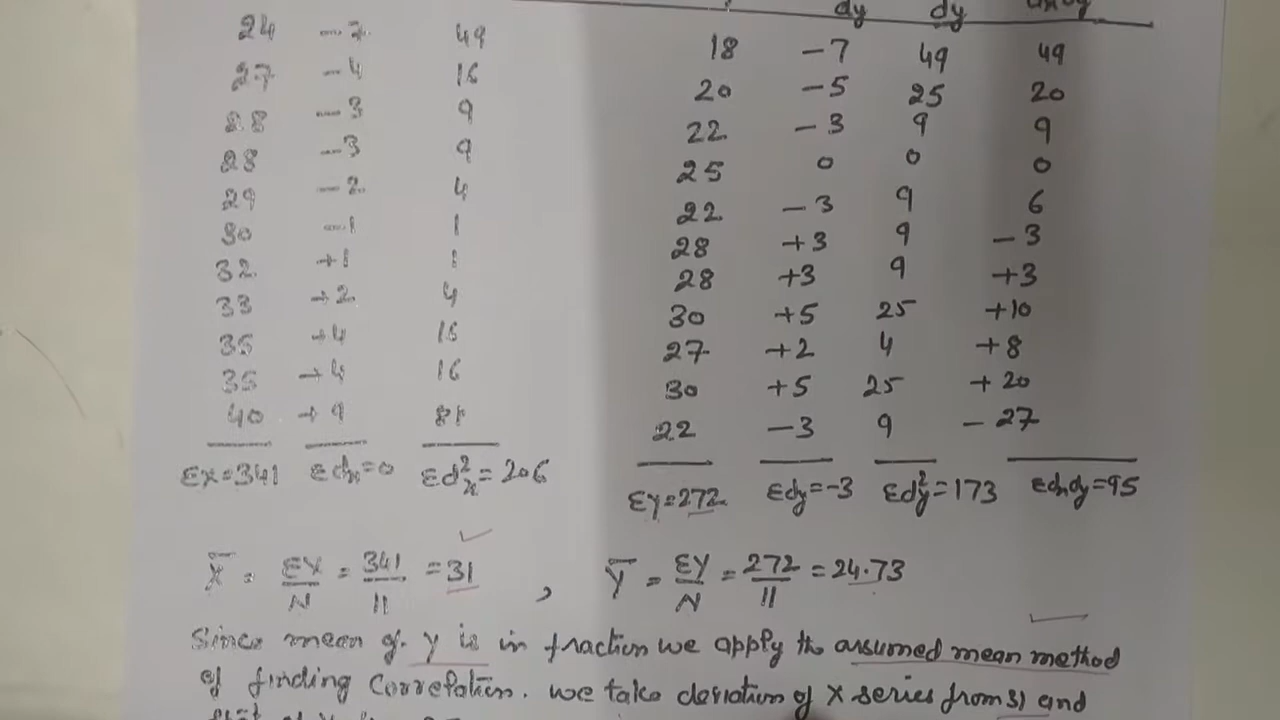 dy dy
24 -7 49 18 -7 49 49
27 -4 16 20 -5 25 20
28 -3 9 22 -3 9 9
28 -3 9 25 0 0 0
29 -2 4 22 -3 9 6
30 -1 1 28 +3 9 -3
32 +1 1 28 +3 9 +3
33 +2 4 30 +5 25 +10
35 +4 16 27 +2 4 +8
35 +4 16 30 +5 25 +20
40 +9 81 22 -3 9 -27
Σx=341 Σdx=0 Σd²x=206 Σy=272 Σdy=-3 Σd²y=173 Σdxdy=95
X̄ = ΣX/N = 341/11 = 31 , Ȳ = ΣY/N = 272/11 = 24.73
Since mean of y is in fraction we apply the assumed mean method
of finding Correlation. we take deviation of X series from 31 and